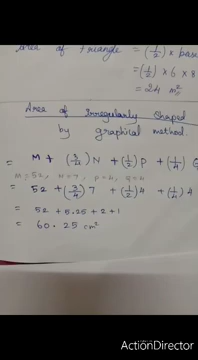 Area of Triangle = (1/2) x base
= (1/2) x 6 x 8
= 24 m²
Area of Irregularly Shaped
by graphical method.
= M + (3/4) N + (1/2) P + (1/4) Q
M=52, N=7, P=4, Q=4
= 52 + (3/4) 7 + (1/2) 4 + (1/4) 4
= 52 + 5.25 + 2 + 1
= 60.25 cm²
ActionDirector